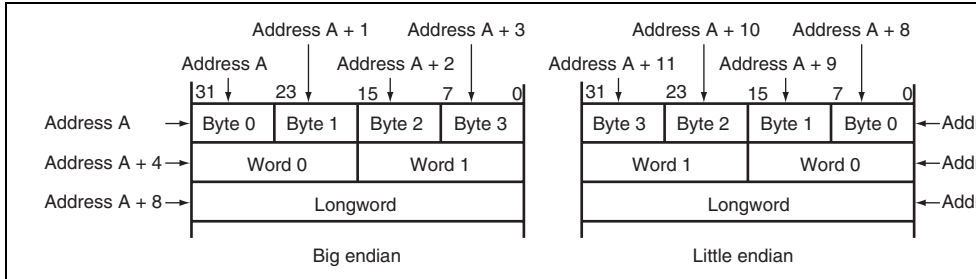 Address A + 1 Address A + 3 Address A + 10 Address A + 8
Address A Address A + 2 Address A + 11 Address A + 9
31 23 15 7 0 31 23 15 7 0
Address A Byte 0 Byte 1 Byte 2 Byte 3 Byte 3 Byte 2 Byte 1 Byte 0
Address A + 4 Word 0 Word 1 Word 1 Word 0
Address A + 8 Longword Longword
Big endian Little endian